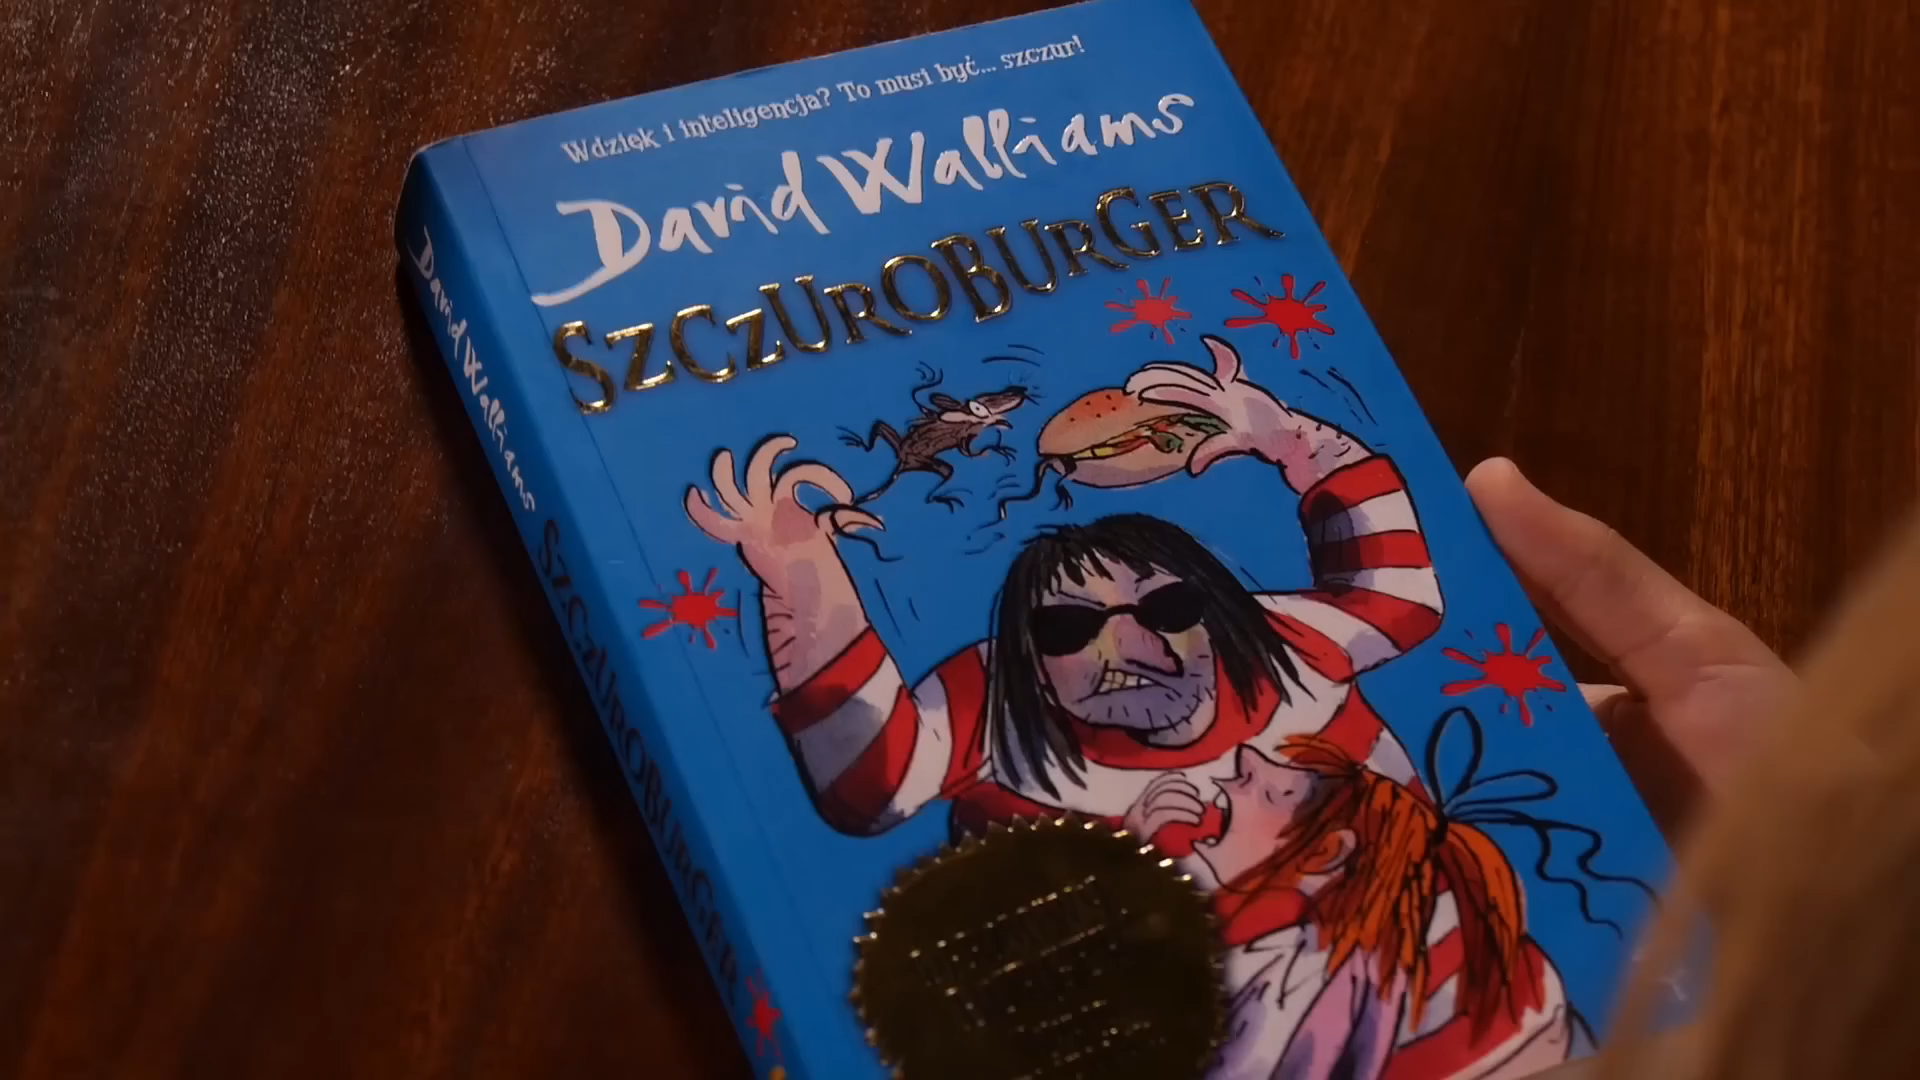 Wdzięk i inteligencja? To musi być... szczur!
David Walliams
SZCZUROBURGER
David Walliams SZCZUROBURGER